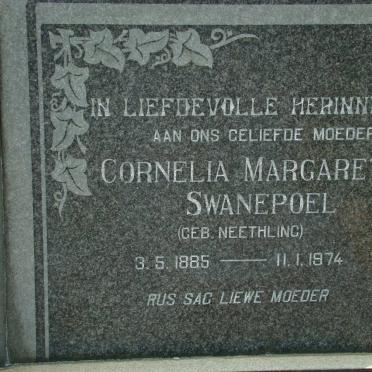 IN LIEFDEVOLLE HERINN
AAN ONS GELIEFDE MOEDER
CORNELIA MARGARE
SWANEPOEL
(GEB. NEETHLING)
3.5.1885 — 11.1.1974
RUS SAG LIEWE MOEDER